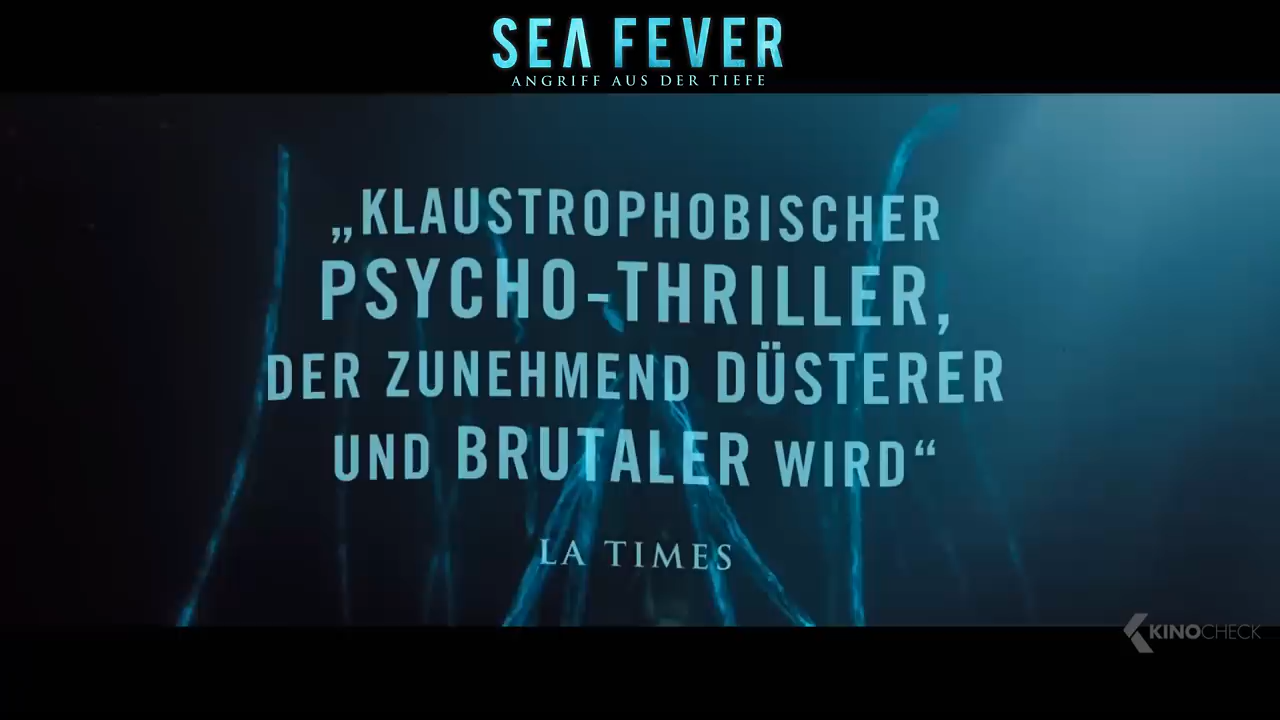 SEA FEVER
ANGRIFF AUS DER TIEFE
„KLAUSTROPHOBISCHER
PSYCHO-THRILLER,
DER ZUNEHMEND DÜSTERER
UND BRUTALER WIRD“
LA TIMES
KINOCHECK